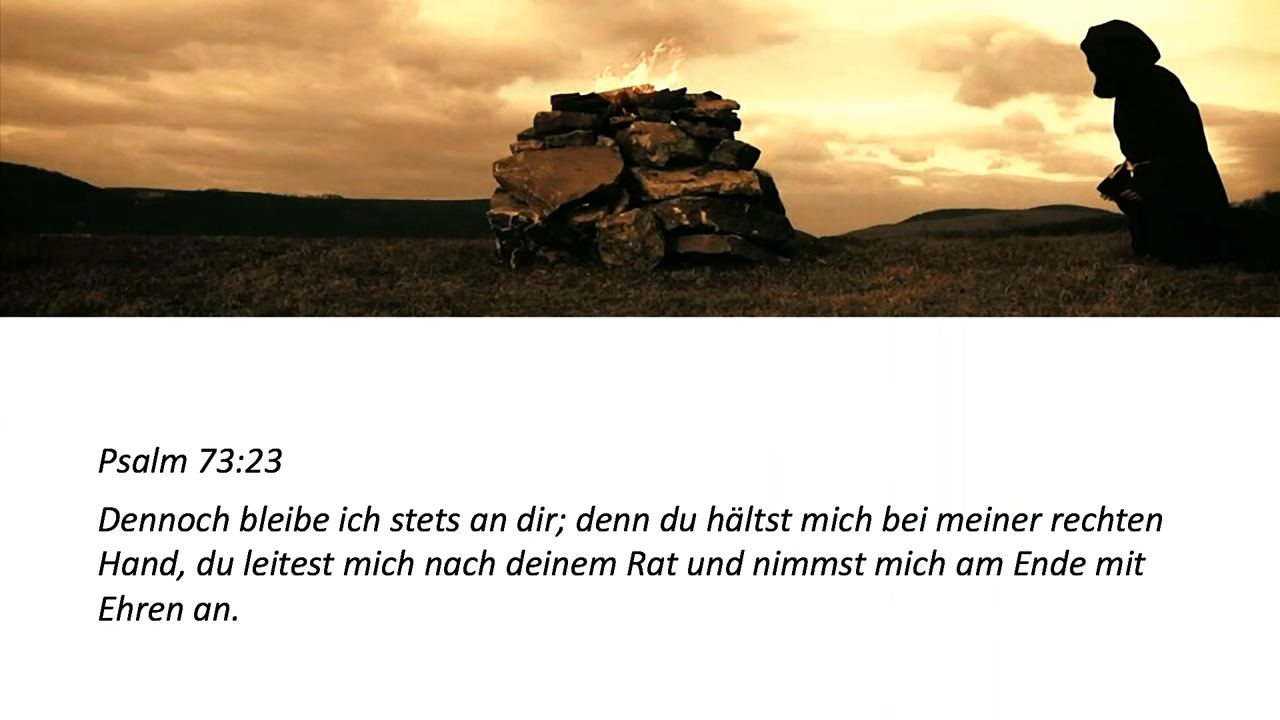 Psalm 73:23
Dennoch bleibe ich stets an dir; denn du hältst mich bei meiner rechten
Hand, du leitest mich nach deinem Rat und nimmst mich am Ende mit
Ehren an.